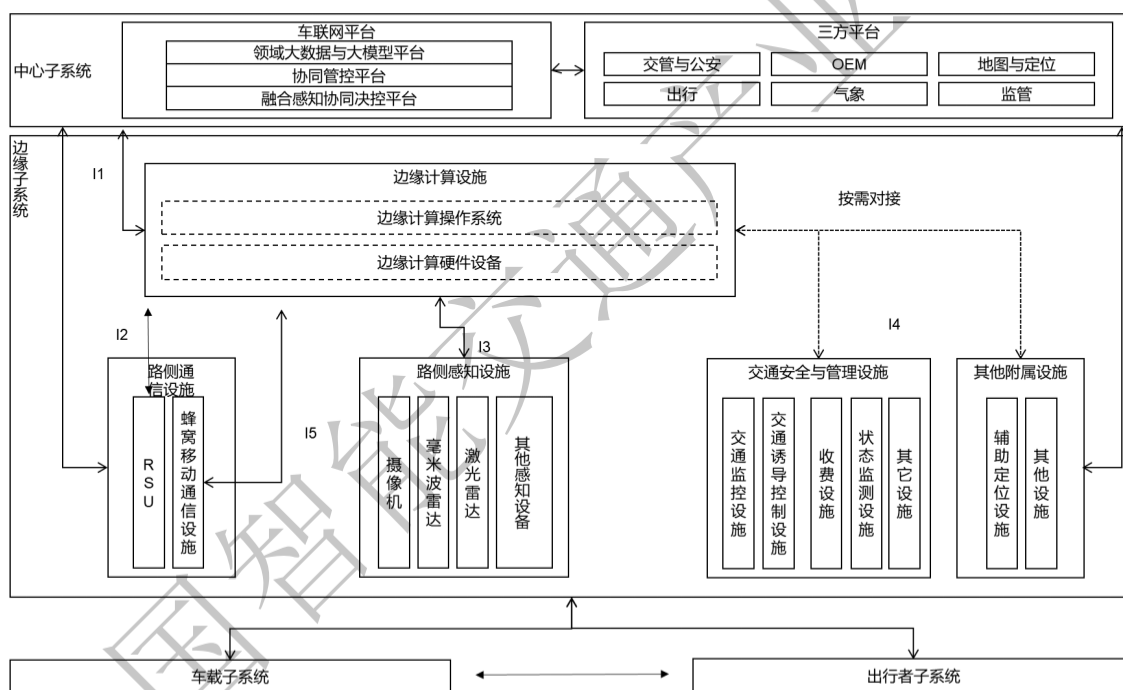 车联网平台
领域大数据与大模型平台
协同管控平台
融合感知协同决控平台
三方平台
交管与公安
OEM
地图与定位
出行
气象
监管
中心子系统
边缘子系统
I1
边缘计算设施
边缘计算操作系统
边缘计算硬件设备
按需对接
I2
I3
I4
I5
路侧通
信设施
RSU
蜂窝移动通信设施
路侧感知设施
摄像机
毫米波雷达
激光雷达
其他感知设备
交通安全与管理设施
交通监控设施
交通诱导控制设施
收费设施
状态监测设施
其它设施
其他附属设施
辅助定位设施
其他设施
车载子系统
出行者子系统
国智能交通产业